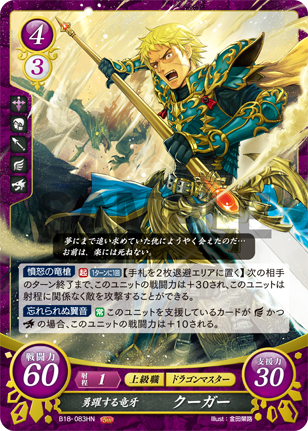 4
3
夢にまで追い求めていた仇にようやく会えたのだ…
お前は、楽には死ねない。
憤怒の竜槍 起 1ターンに1回 【手札を2枚退避エリアに置く】次の相
手のターン終了まで、このユニットの戦闘力は+30され、このユニットは
射程に関係なく敵を攻撃することができる。
忘れられぬ翼音 常 このユニットを支援しているカードが か
つ の場合、このユニットの戦闘力は+10される。
戦闘力
60
射程 1
上級職
ドラゴンマスター
支援力
30
勇躍する竜牙 クーガー
B18-083HN
Illust:金田榮路